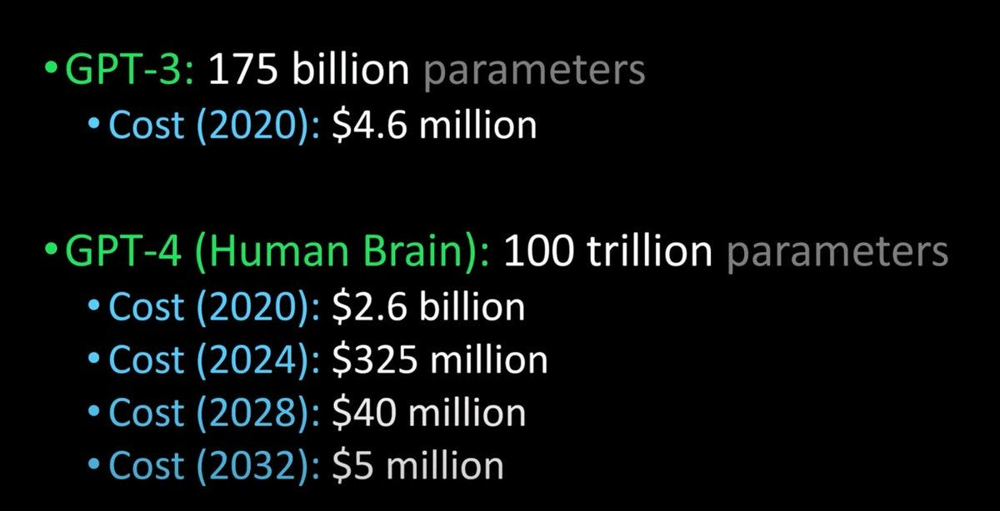 •GPT-3: 175 billion parameters
•Cost (2020): $4.6 million
•GPT-4 (Human Brain): 100 trillion parameters
•Cost (2020): $2.6 billion
•Cost (2024): $325 million
•Cost (2028): $40 million
•Cost (2032): $5 million